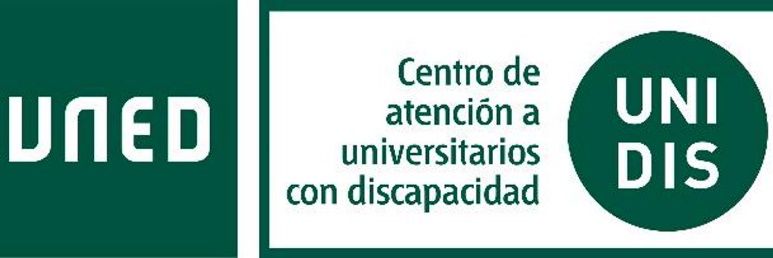 UNED
Centro de
atención a
universitarios
con discapacidad
UNI
DIS